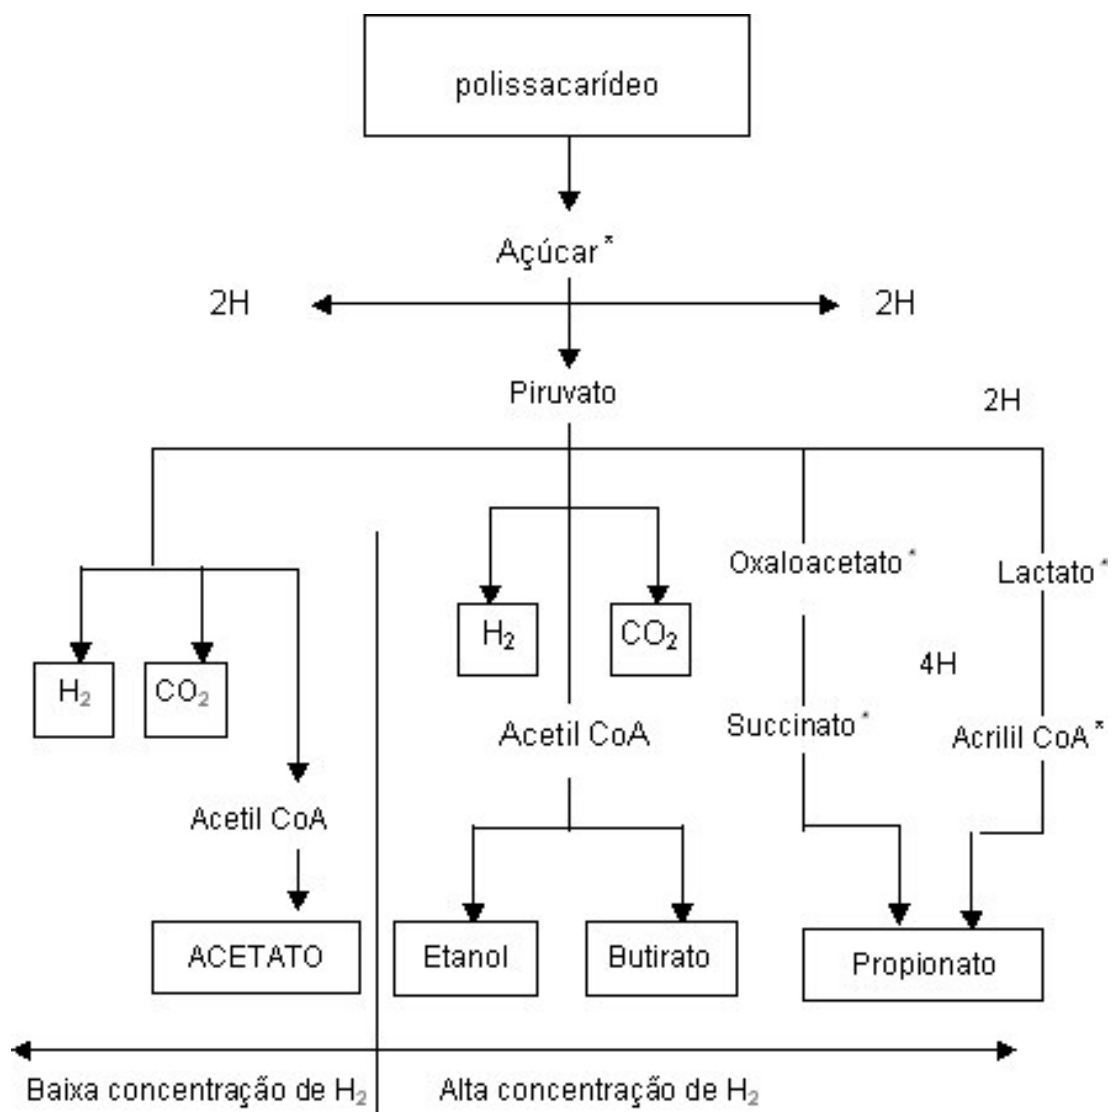 polissacarídeo
Açúcar *
2H
2H
Piruvato
2H
Oxaloacetato *
Lactato *
H₂
CO₂
4H
H₂
CO₂
Succinato *
Acetil CoA
Acrilil CoA *
Acetil CoA
ACETATO
Etanol
Butirato
Propionato
Baixa concentração de H₂
Alta concentração de H₂